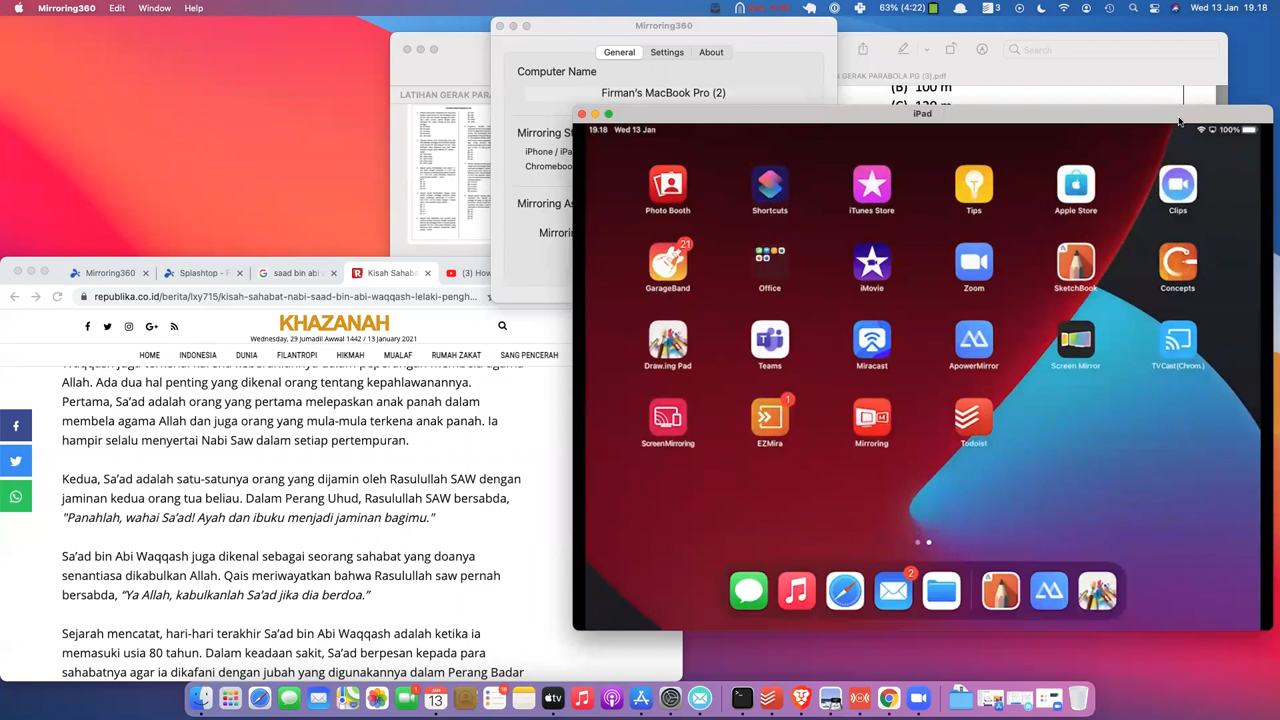 Window
Help
Edit
63% (4:22)
3
Wed 13 Jan 19.18
Mirroring360
General
Settings
About
Computer Name
Firman's MacBook Pro (2)
Mirroring
iPhone / iPa
Chromebook
Mirroring
LATIHAN GERAK PARABOLA
Search
GERAK PARABOLA PG (3).pdf
(B) 100 m
iPad
19.18 Wed 13 Jan
100%
Photo Booth
Shortcuts
iTunes Store
Tips
Apple Store
Clips
21
GarageBand
Office
iMovie
Zoom
SketchBook
Concepts
Draw.ing Pad
Teams
Miracast
ApowerMirror
Screen Mirror
TVCast(Chrom.)
1
ScreenMirroring
EZMira
Mirroring
Todoist
2
Mirroring360
Splashtop
saad bin abi
Kisah Sahaba
(3) How
republika.co.id/berita/lxy715/kisah-sahabat-nabi-saad-bin-abi-waqqash-lelaki-pengh...
KHAZANAH
Wednesday, 29 Jumadil Awwal 1442 / 13 January 2021
HOME
INDONESIA
DUNIA
FILANTROPI
HIKMAH
MUALAF
RUMAH ZAKAT
SANG PENCERAH
Allah. Ada dua hal penting yang dikenal orang tentang kepahlawanannya.
Pertama, Sa'ad adalah orang yang pertama melepaskan anak panah dalam
membela agama Allah dan juga orang yang mula-mula terkena anak panah. Ia
hampir selalu menyertai Nabi Saw dalam setiap pertempuran.
Kedua, Sa'ad adalah satu-satunya orang yang dijamin oleh Rasulullah SAW dengan
jaminan kedua orang tua beliau. Dalam Perang Uhud, Rasulullah SAW bersabda,
"Panahlah, wahai Sa'ad! Ayah dan ibuku menjadi jaminan bagimu."
Sa'ad bin Abi Waqqash juga dikenal sebagai seorang sahabat yang doanya
senantiasa dikabulkan Allah. Qais meriwayatkan bahwa Rasulullah saw pernah
bersabda, "Ya Allah, kabulkanlah Sa'ad jika dia berdoa."
Sejarah mencatat, hari-hari terakhir Sa'ad bin Abi Waqqash adalah ketika ia
memasuki usia 80 tahun. Dalam keadaan sakit, Sa'ad berpesan kepada para
sahabatnya agar ia dikafani dengan jubah yang digunakannya dalam Perang Badar